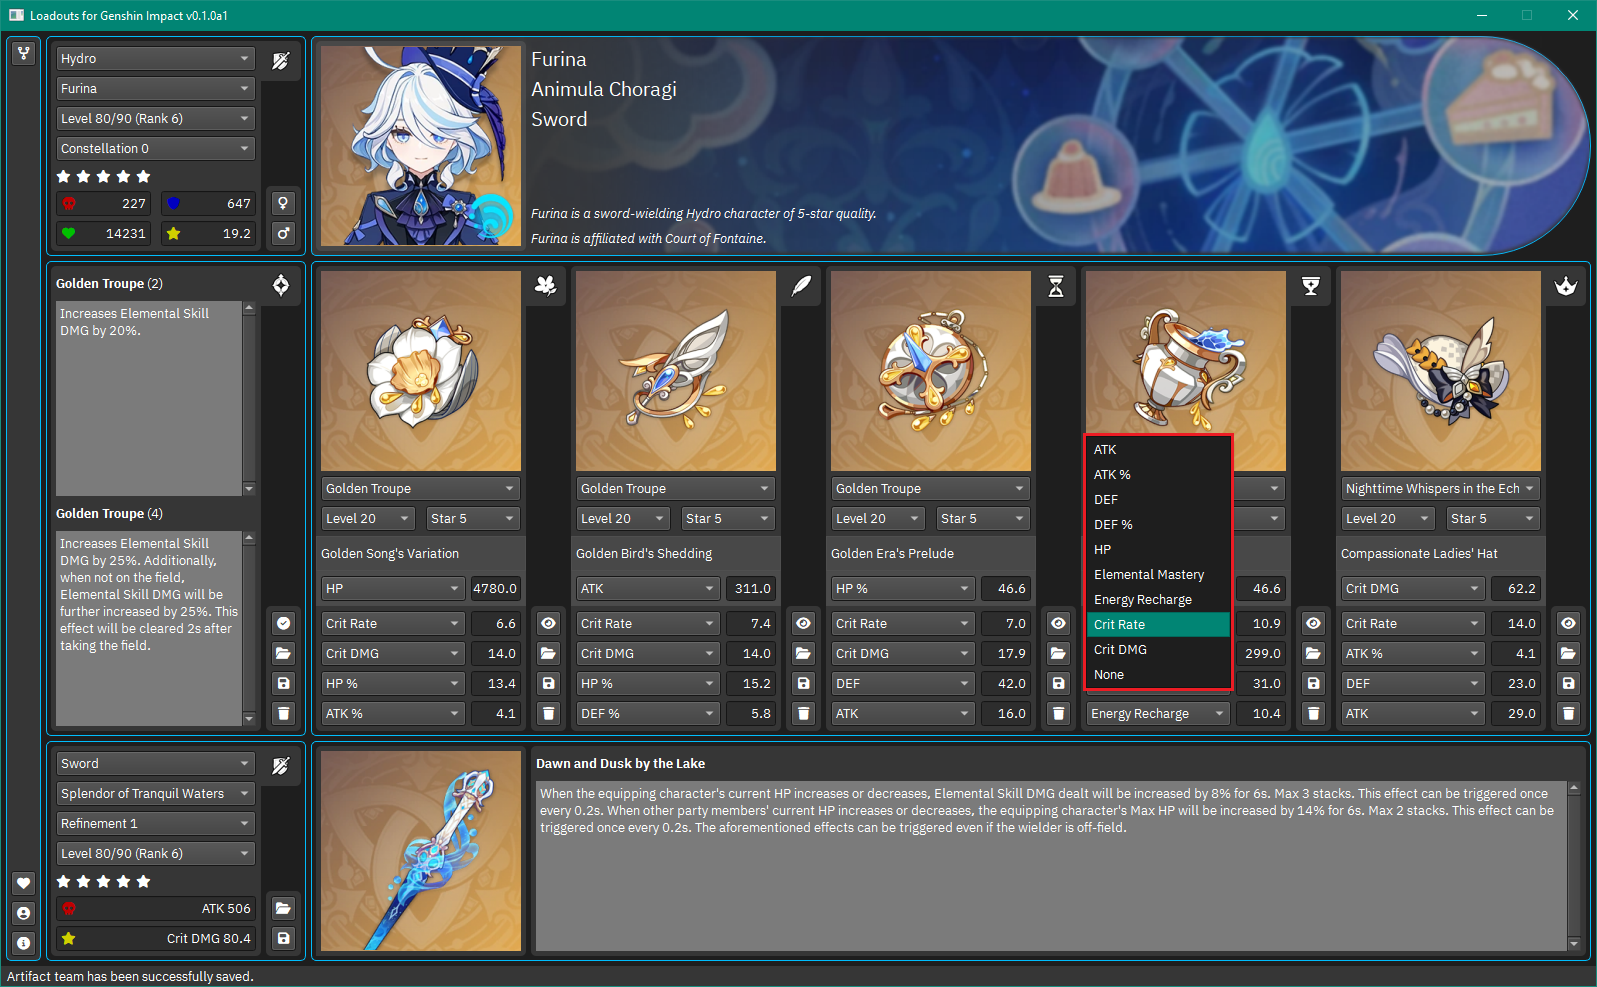 Loadouts for Genshin Impact v0.1.0a1
Hydro
Furina
Level 80/90 (Rank 6)
Constellation 0
227
647
14231
19.2
Furina
Animula Choragi
Sword
Furina is a sword-wielding Hydro character of 5-star quality.
Furina is affiliated with Court of Fontaine.
Golden Troupe (2)
Increases Elemental Skill
DMG by 20%.
Golden Troupe (4)
Increases Elemental Skill
DMG by 25%. Additionally,
when not on the field,
Elemental Skill DMG will be
further increased by 25%. This
effect will be cleared 2s after
taking the field.
Golden Troupe
Level 20
Star 5
Golden Song's Variation
HP
4780.0
Crit Rate
6.6
Crit DMG
14.0
HP %
13.4
ATK %
4.1
Golden Troupe
Level 20
Star 5
Golden Bird's Shedding
ATK
311.0
Crit Rate
7.4
Crit DMG
14.0
HP %
15.2
DEF %
5.8
Golden Troupe
Level 20
Star 5
Golden Era's Prelude
HP %
46.6
Crit Rate
7.0
Crit DMG
17.9
DEF
42.0
ATK
16.0
ATK
ATK %
DEF
DEF %
HP
Elemental Mastery
Energy Recharge
Crit Rate
Crit DMG
None
46.6
10.9
299.0
31.0
Energy Recharge
10.4
Nighttime Whispers in the Ech
Level 20
Star 5
Compassionate Ladies' Hat
Crit DMG
62.2
Crit Rate
14.0
ATK %
4.1
DEF
23.0
ATK
29.0
Sword
Splendor of Tranquil Waters
Refinement 1
Level 80/90 (Rank 6)
ATK 506
Crit DMG 80.4
Dawn and Dusk by the Lake
When the equipping character's current HP increases or decreases, Elemental Skill DMG dealt will be increased by 8% for 6s. Max 3 stacks. This effect can be triggered once
every 0.2s. When other party members' current HP increases or decreases, the equipping character's Max HP will be increased by 14% for 6s. Max 2 stacks. This effect can be
triggered once every 0.2s. The aforementioned effects can be triggered even if the wielder is off-field.
Artifact team has been successfully saved.